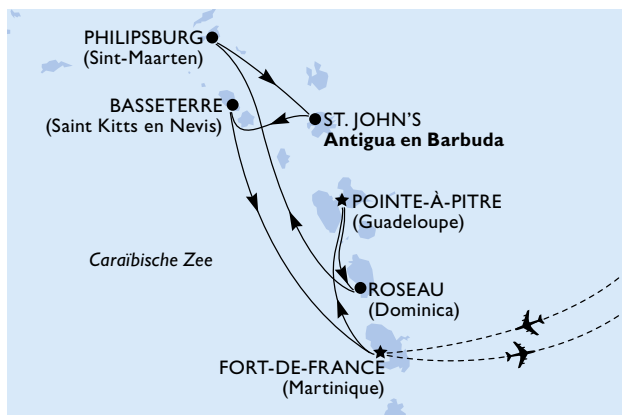 PHILIPSBURG
(Sint-Maarten)
BASSETERRE
(Saint Kitts en Nevis)
ST. JOHN'S
Antigua en Barbuda
POINTE-À-PITRE
(Guadeloupe)
Caraïbische Zee
ROSEAU
(Dominica)
FORT-DE-FRANCE
(Martinique)